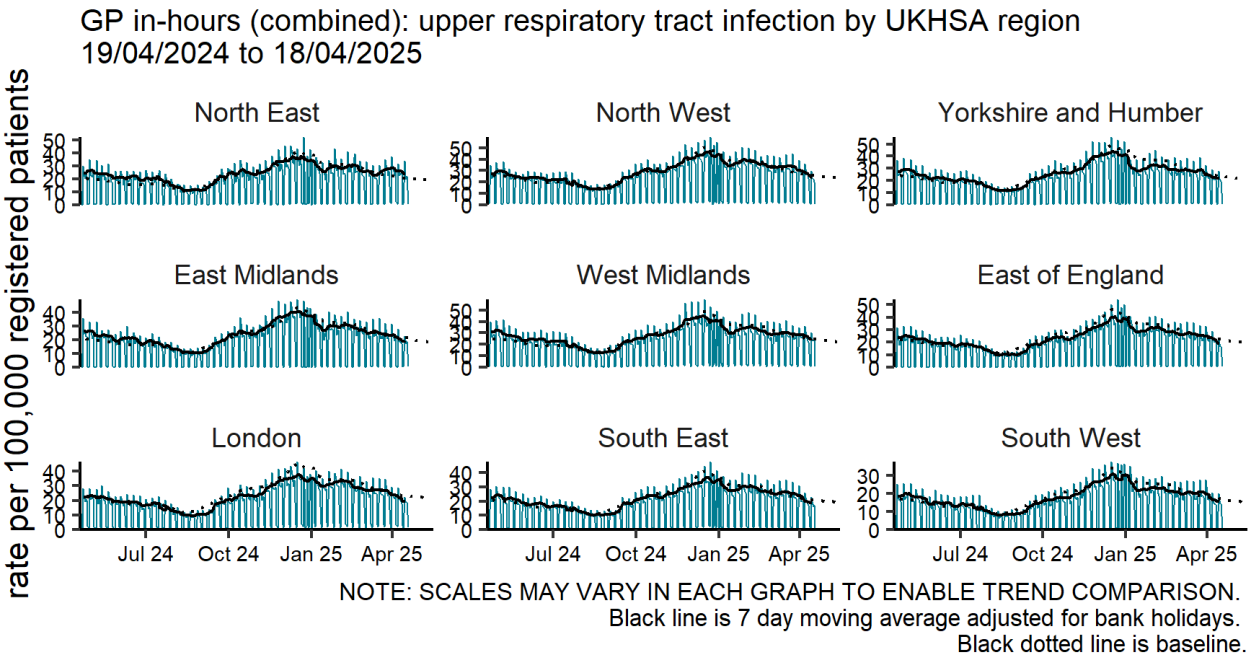 GP in-hours (combined): upper respiratory tract infection by UKHSA region
19/04/2024 to 18/04/2025
rate per 100,000 registered patients
North East
50
40
30
20
10
0
North West
50
40
30
20
10
0
Yorkshire and Humber
50
40
30
20
10
0
East Midlands
40
30
20
10
0
West Midlands
50
40
30
20
10
0
East of England
50
40
30
20
10
0
London
40
30
20
10
0
South East
40
30
20
10
0
South West
30
20
10
0
Jul 24 Oct 24 Jan 25 Apr 25
Jul 24 Oct 24 Jan 25 Apr 25
Jul 24 Oct 24 Jan 25 Apr 25
NOTE: SCALES MAY VARY IN EACH GRAPH TO ENABLE TREND COMPARISON.
Black line is 7 day moving average adjusted for bank holidays.
Black dotted line is baseline.